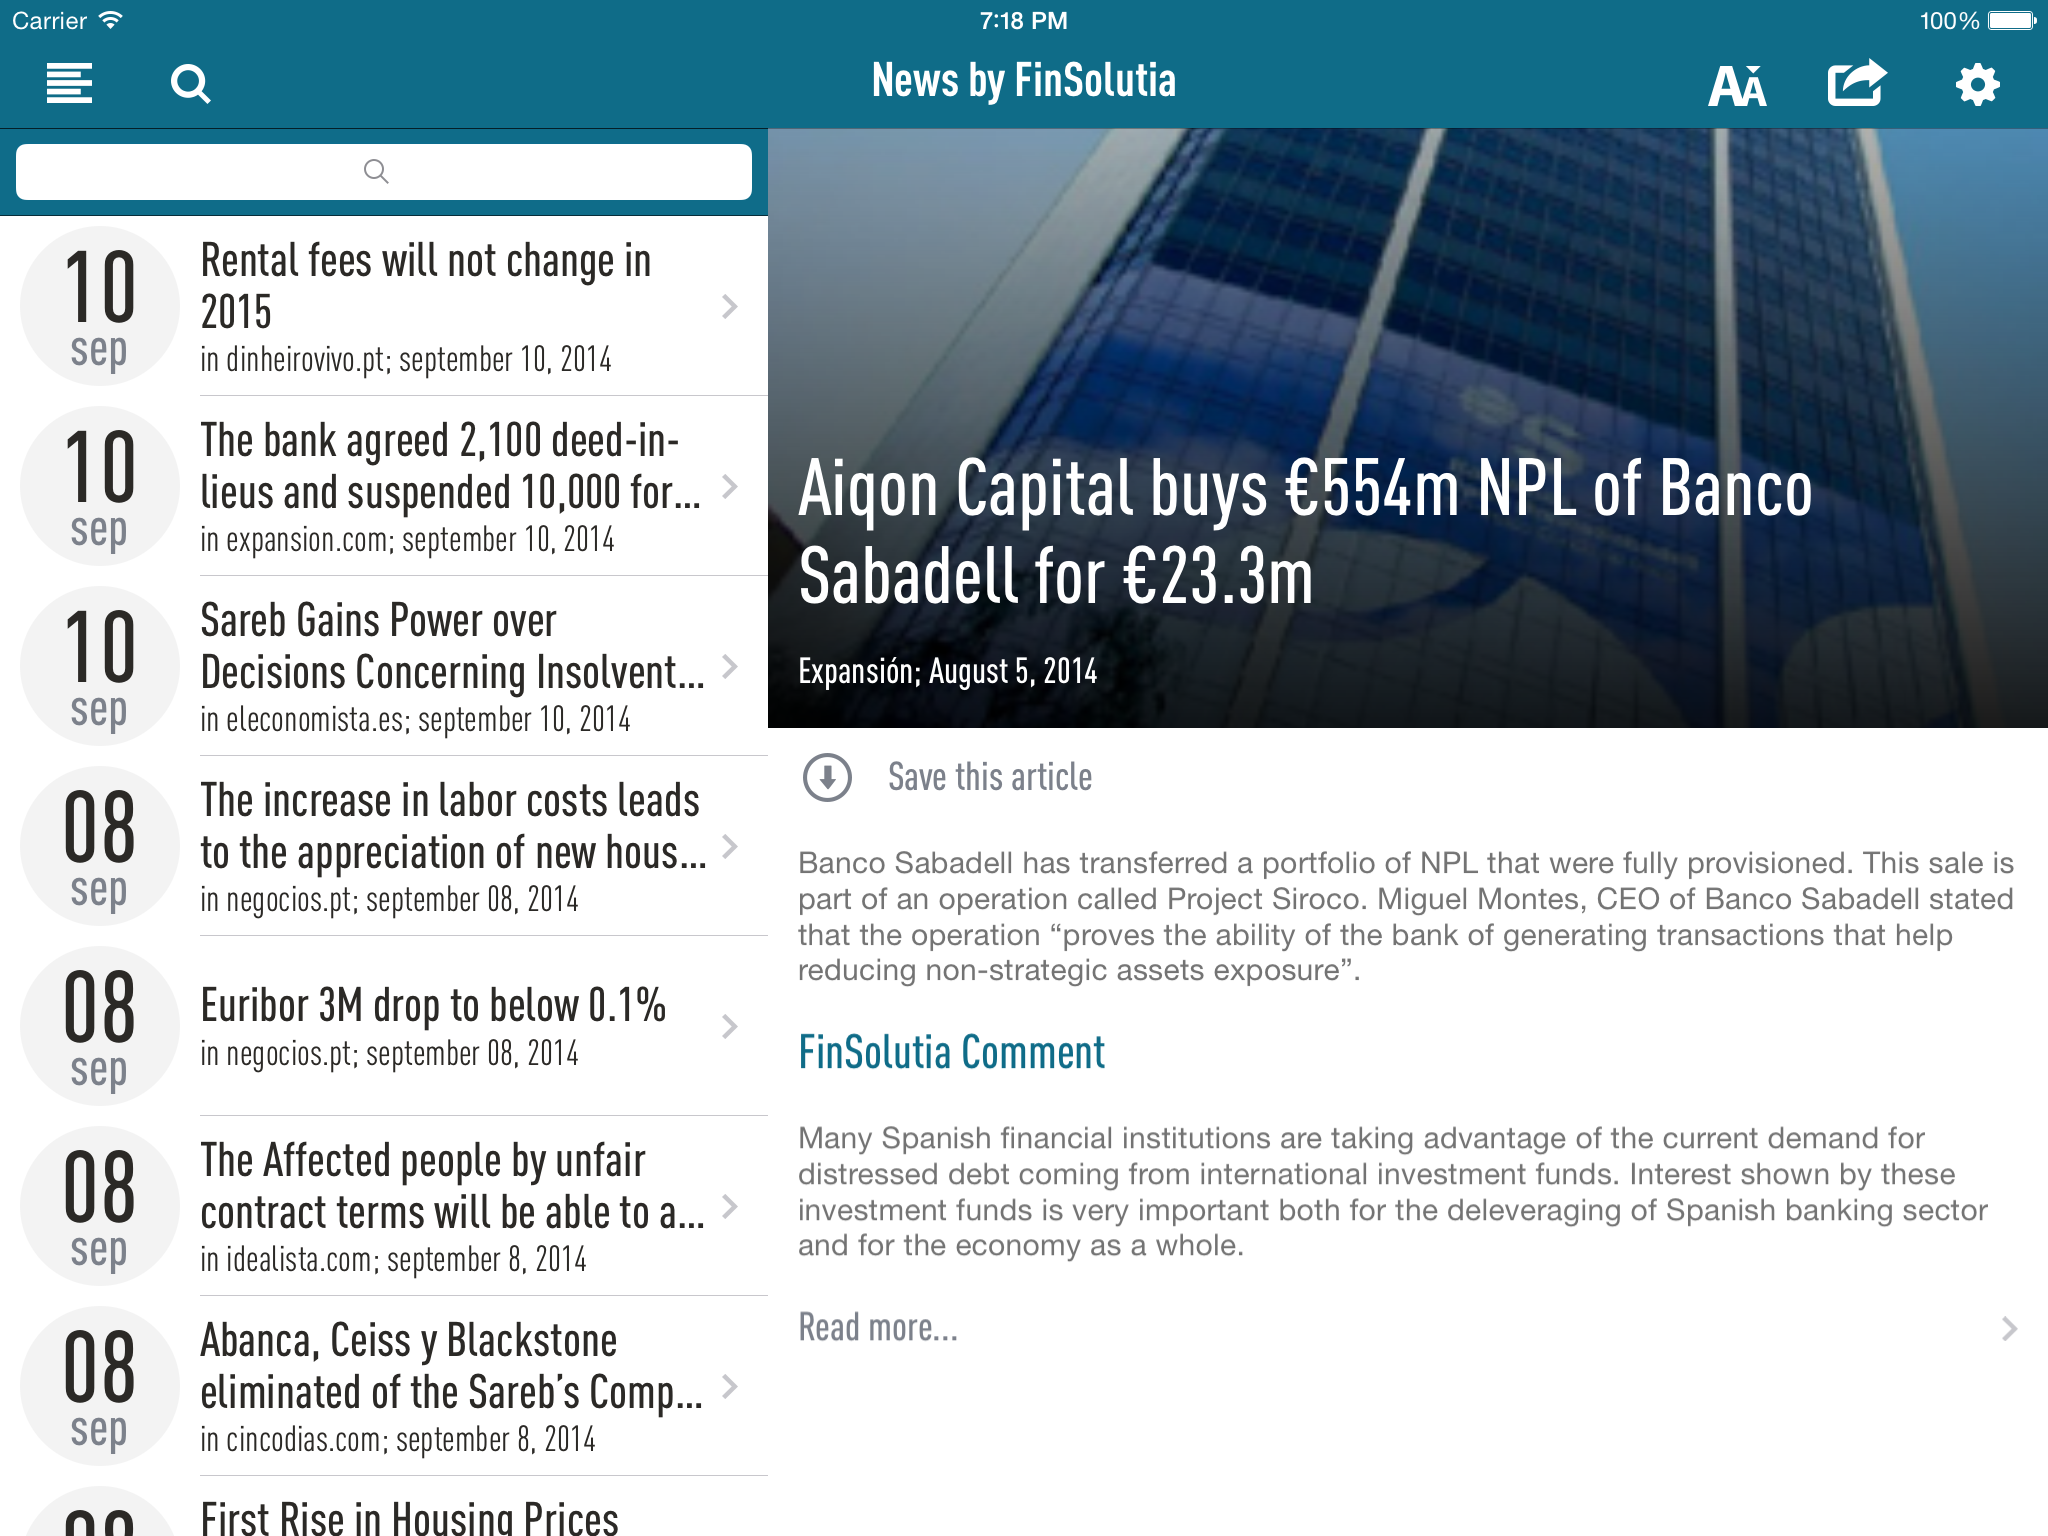 Carrier
7:18 PM
100%
News by FinSolutia
AA
10
sep
Rental fees will not change in
2015
in dinheirovivo.pt; september 10, 2014
10
sep
The bank agreed 2,100 deed-in-
lieus and suspended 10,000 for...
in expansion.com; september 10, 2014
10
sep
Sareb Gains Power over
Decisions Concerning Insolvent...
in eleconomista.es; september 10, 2014
08
sep
The increase in labor costs leads
to the appreciation of new hous...
in negocios.pt; september 08, 2014
08
sep
Euribor 3M drop to below 0.1%
in negocios.pt; september 08, 2014
08
sep
The Affected people by unfair
contract terms will be able to a...
in idealista.com; september 8, 2014
08
sep
Abanca, Ceiss y Blackstone
eliminated of the Sareb's Comp...
in cincodias.com; september 8, 2014
First Rise in Housing Prices
Aiqon Capital buys €554m NPL of Banco
Sabadell for €23.3m
Expansión; August 5, 2014
Save this article
Banco Sabadell has transferred a portfolio of NPL that were fully provisioned. This sale is
part of an operation called Project Siroco. Miguel Montes, CEO of Banco Sabadell stated
that the operation “proves the ability of the bank of generating transactions that help
reducing non-strategic assets exposure”.
FinSolutia Comment
Many Spanish financial institutions are taking advantage of the current demand for
distressed debt coming from international investment funds. Interest shown by these
investment funds is very important both for the deleveraging of Spanish banking sector
and for the economy as a whole.
Read more...